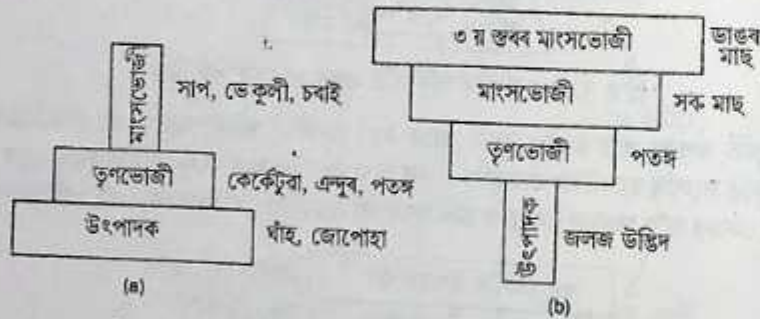 মাংসভোজী
সাপ, ভেকুলী, চৰাই
তৃণভোজী
কেৰ্কেটুৱা, এন্দুৰ, পতঙ্গ
উৎপাদক
ঘাঁহ, জোপোহা
(a)
৩ য় স্তৰৰ মাংসভোজী
ডাঙৰ
মাছ
মাংসভোজী
সৰু মাছ
তৃণভোজী
পতঙ্গ
উৎপাদক
জলজ উদ্ভিদ
(b)